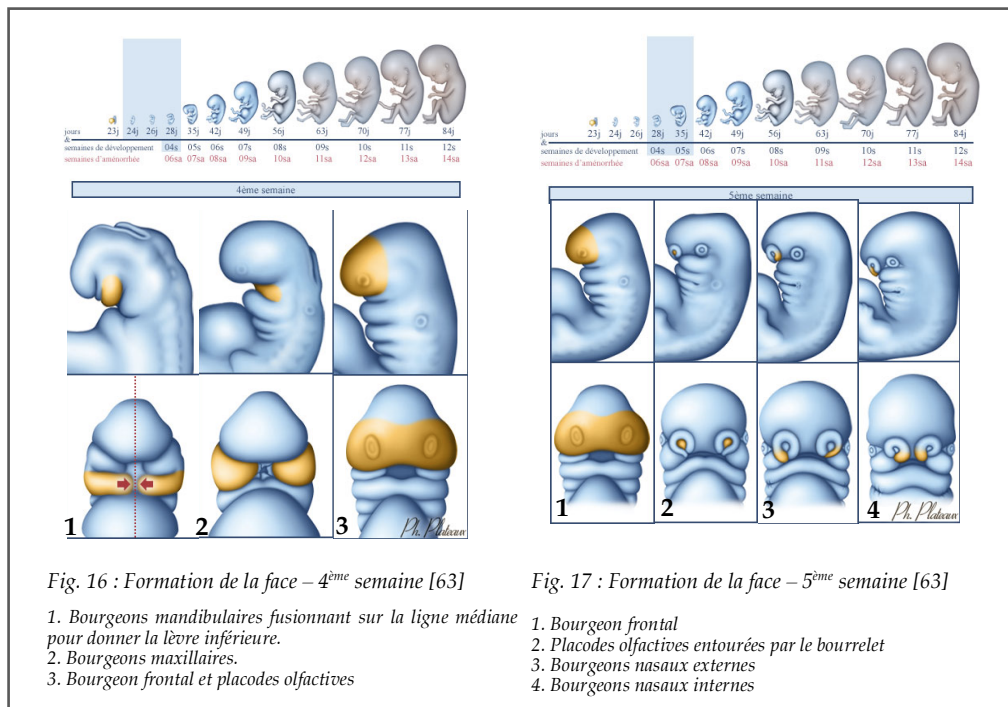 23j 24j 26j 28j 35j 42j 49j 56j 63j 70j 77j 84j
jours
&
semaines de développement 04s 05s 06s 07s 08s 09s 10s 11s 12s
semaines d'aménorrhée 06sa 07sa 08sa 09sa 10sa 11sa 12sa 13sa 14sa
4ème semaine
1 2 3
Ph. Plateaux
Fig. 16 : Formation de la face – 4ème semaine [63]
1. Bourgeons mandibulaires fusionnant sur la ligne médiane
pour donner la lèvre inférieure.
2. Bourgeons maxillaires.
3. Bourgeon frontal et placodes olfactives
23j 24j 26j 28j 35j 42j 49j 56j 63j 70j 77j 84j
jours
&
semaines de développement 04s 05s 06s 07s 08s 09s 10s 11s 12s
semaines d'aménorrhée 06sa 07sa 08sa 09sa 10sa 11sa 12sa 13sa 14sa
5ème semaine
1 2 3 4
Ph. Plateaux
Fig. 17 : Formation de la face – 5ème semaine [63]
1. Bourgeon frontal
2. Placodes olfactives entourées par le bourrelet
3. Bourgeons nasaux externes
4. Bourgeons nasaux internes